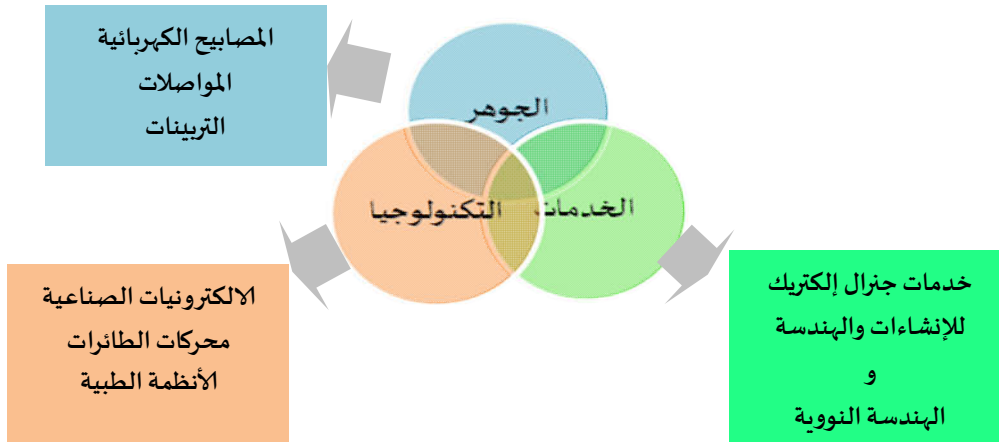 المصابيح الكهربائية
المواصلات
التربينات
الجوهر
الخدمات
التكنولوجيا
خدمات جنرال إلكتريك
للإنشاءات والهندسة
و
الهندسة النووية
الالكترونيات الصناعية
محركات الطائرات
الأنظمة الطبية